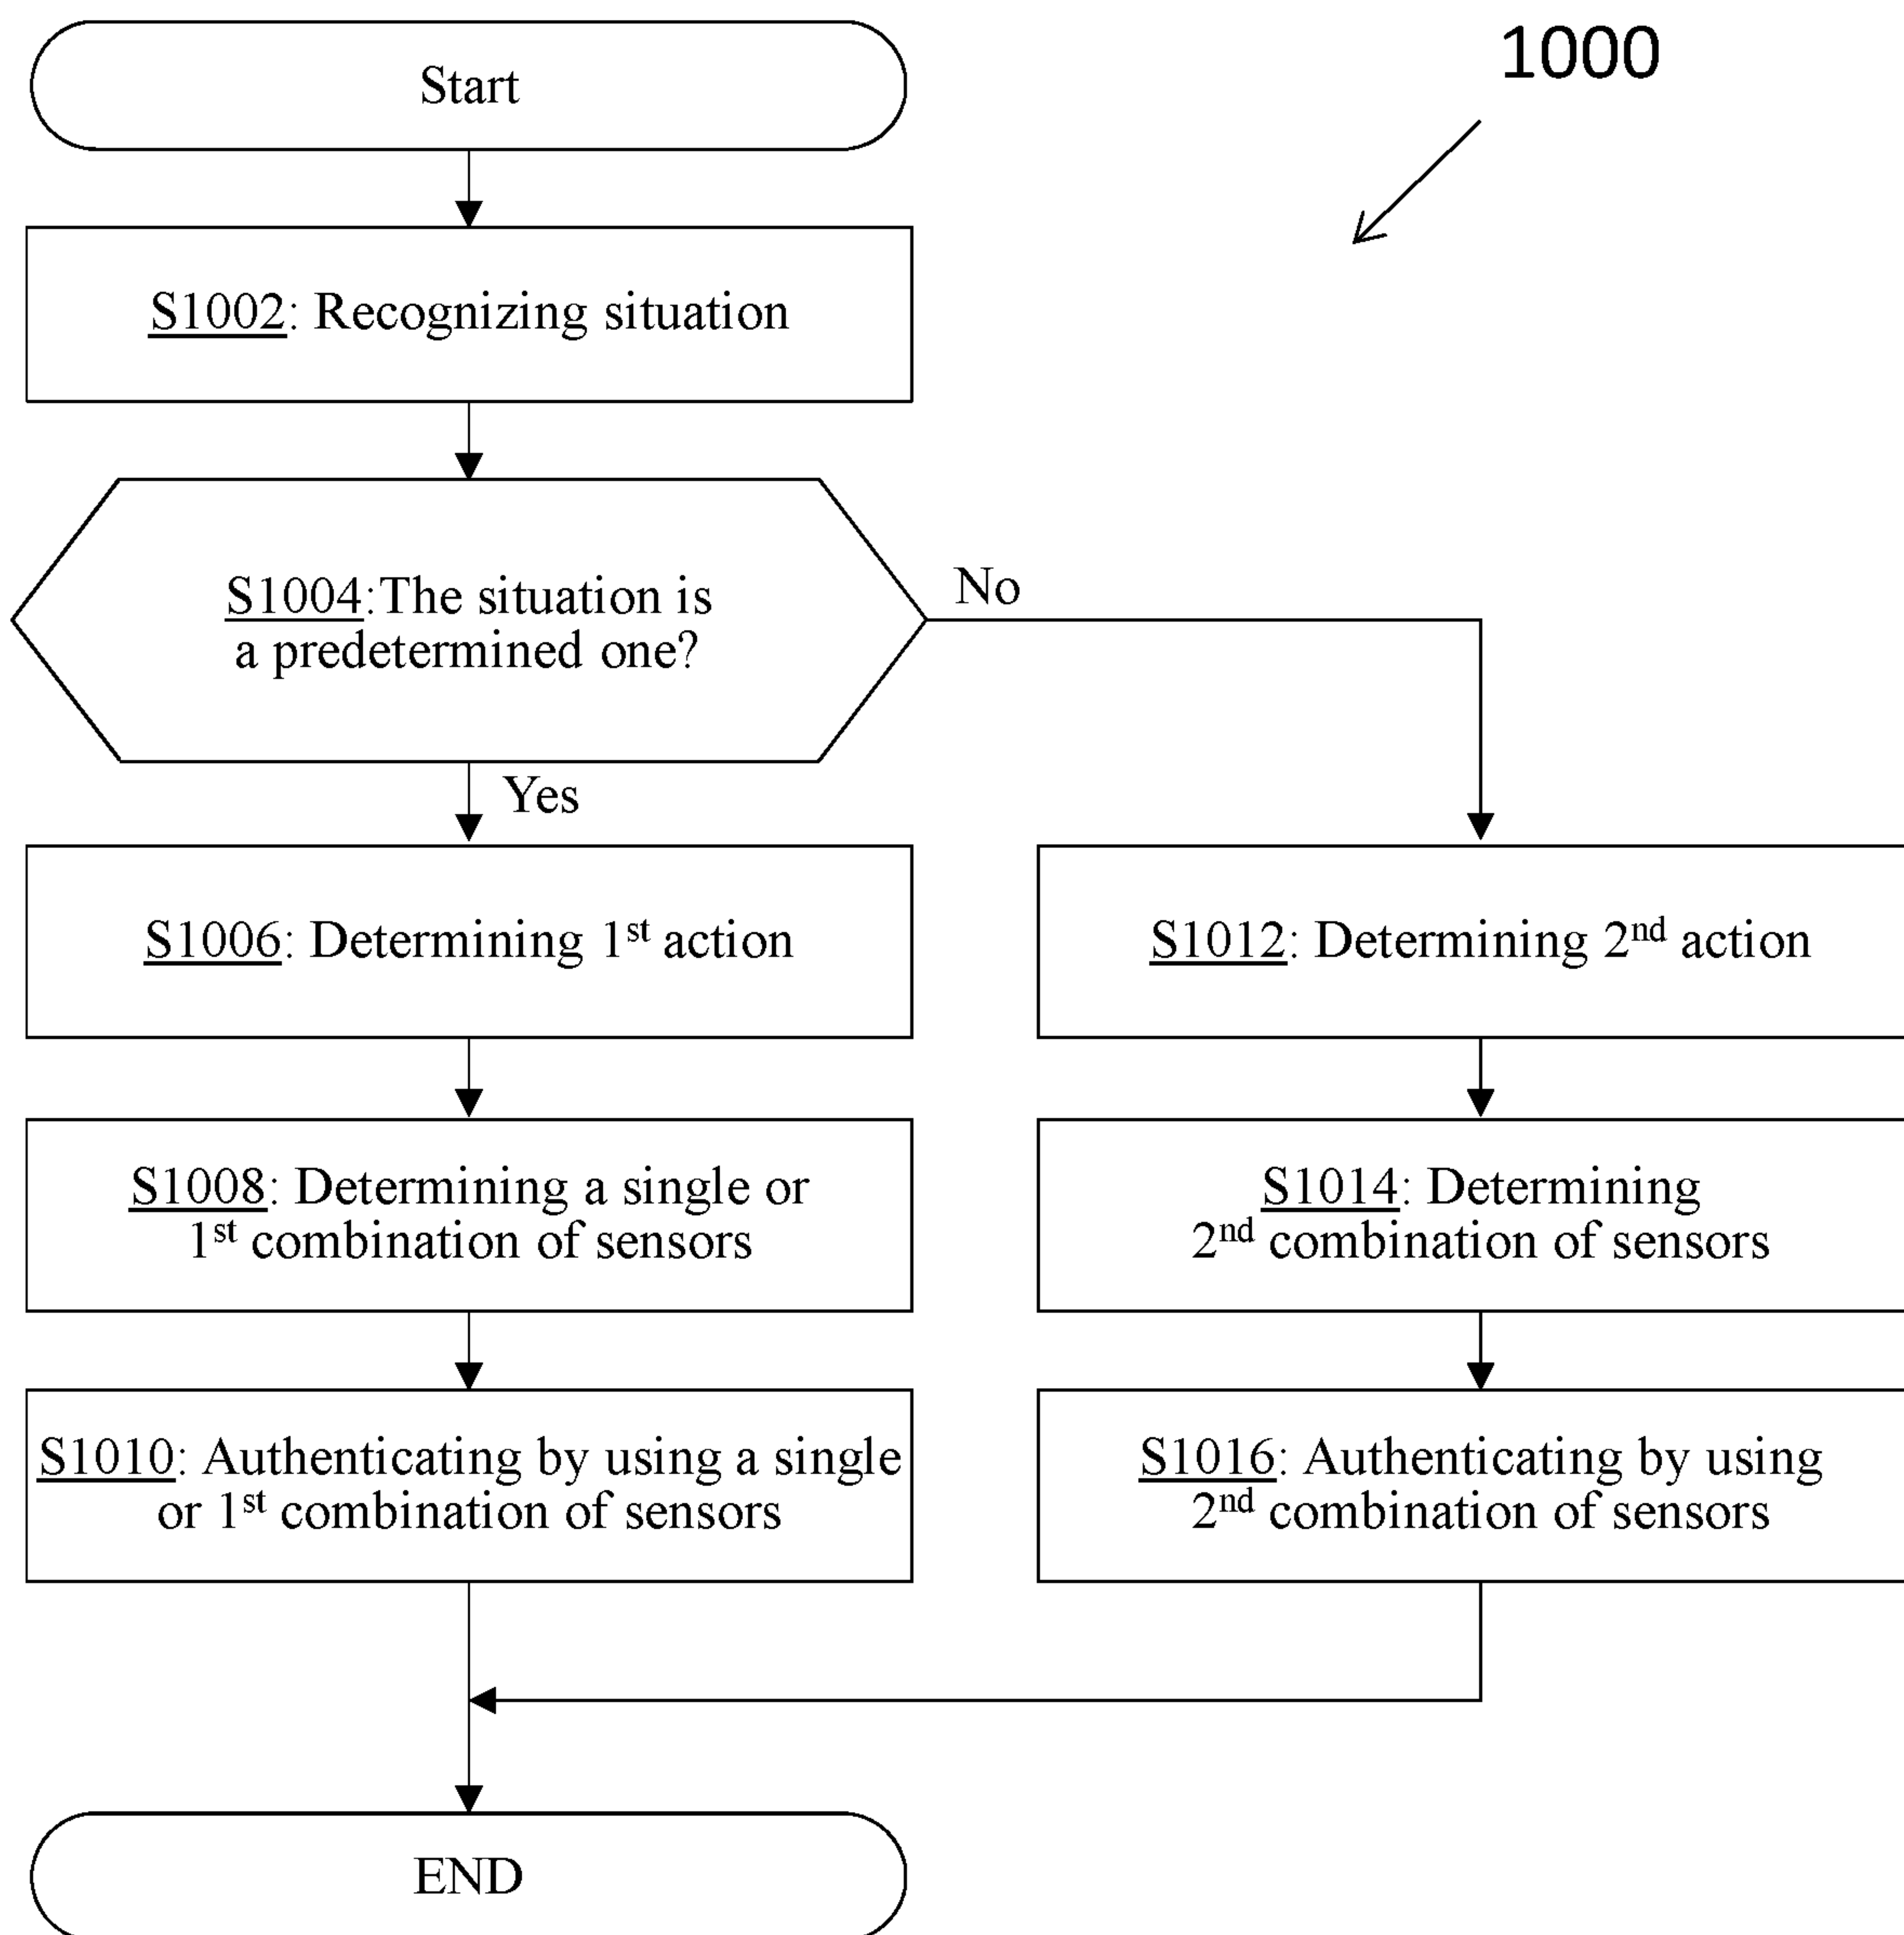 Start
1000
S1002: Recognizing situation
S1004:The situation is
a predetermined one?
No
Yes
S1006: Determining 1st action
S1012: Determining 2nd action
S1008: Determining a single or
1st combination of sensors
S1014: Determining
2nd combination of sensors
S1010: Authenticating by using a single
or 1st combination of sensors
S1016: Authenticating by using
2nd combination of sensors
END